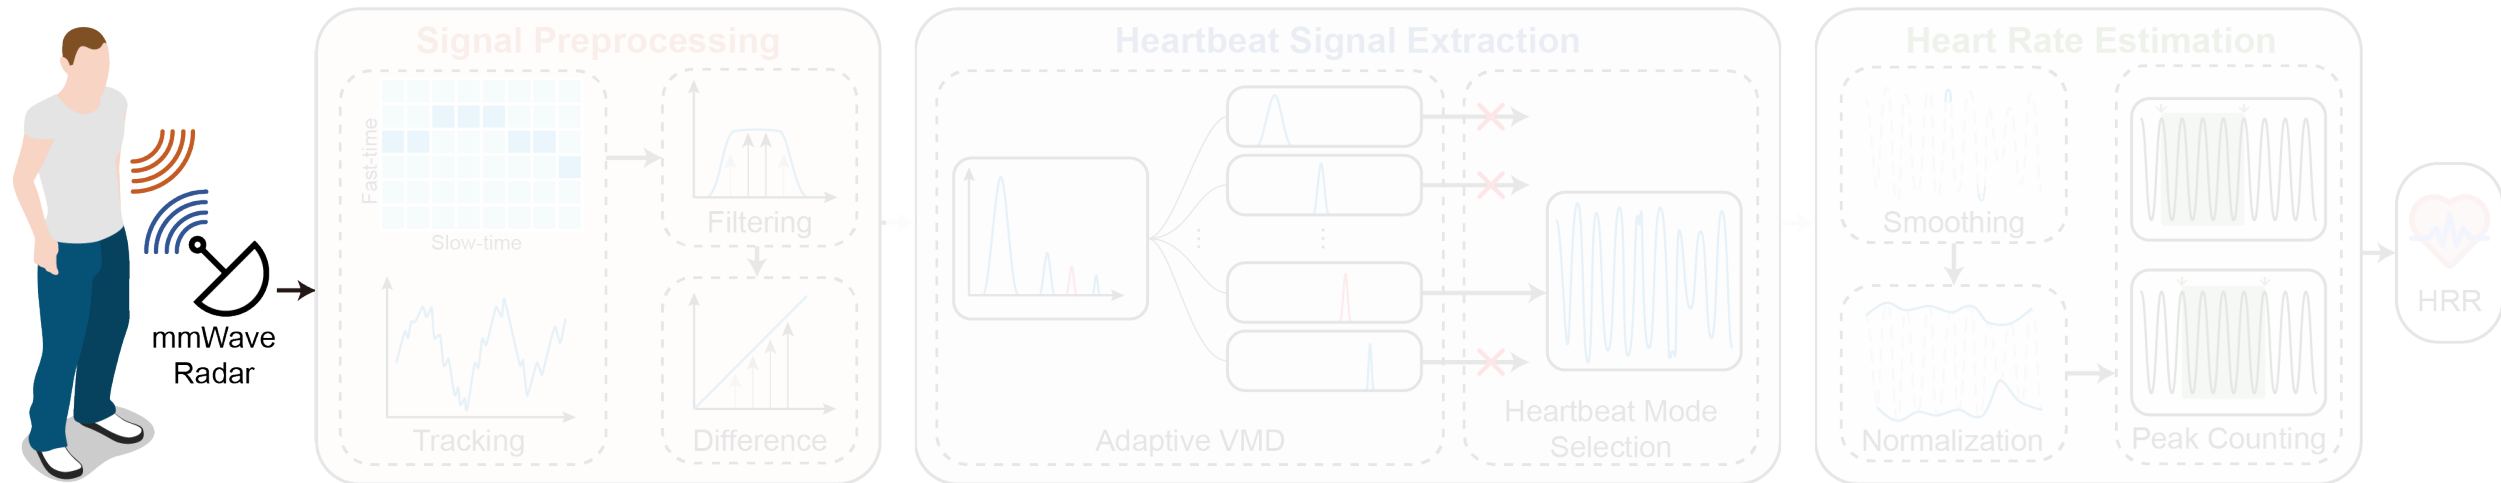 Signal Preprocessing
Fast-time
Slow-time
Tracking
Filtering
Difference
mmWave
Radar
Heartbeat Signal Extraction
Adaptive VMD
Heartbeat Mode
Selection
Heart Rate Estimation
Smoothing
Normalization
Peak Counting
HRR